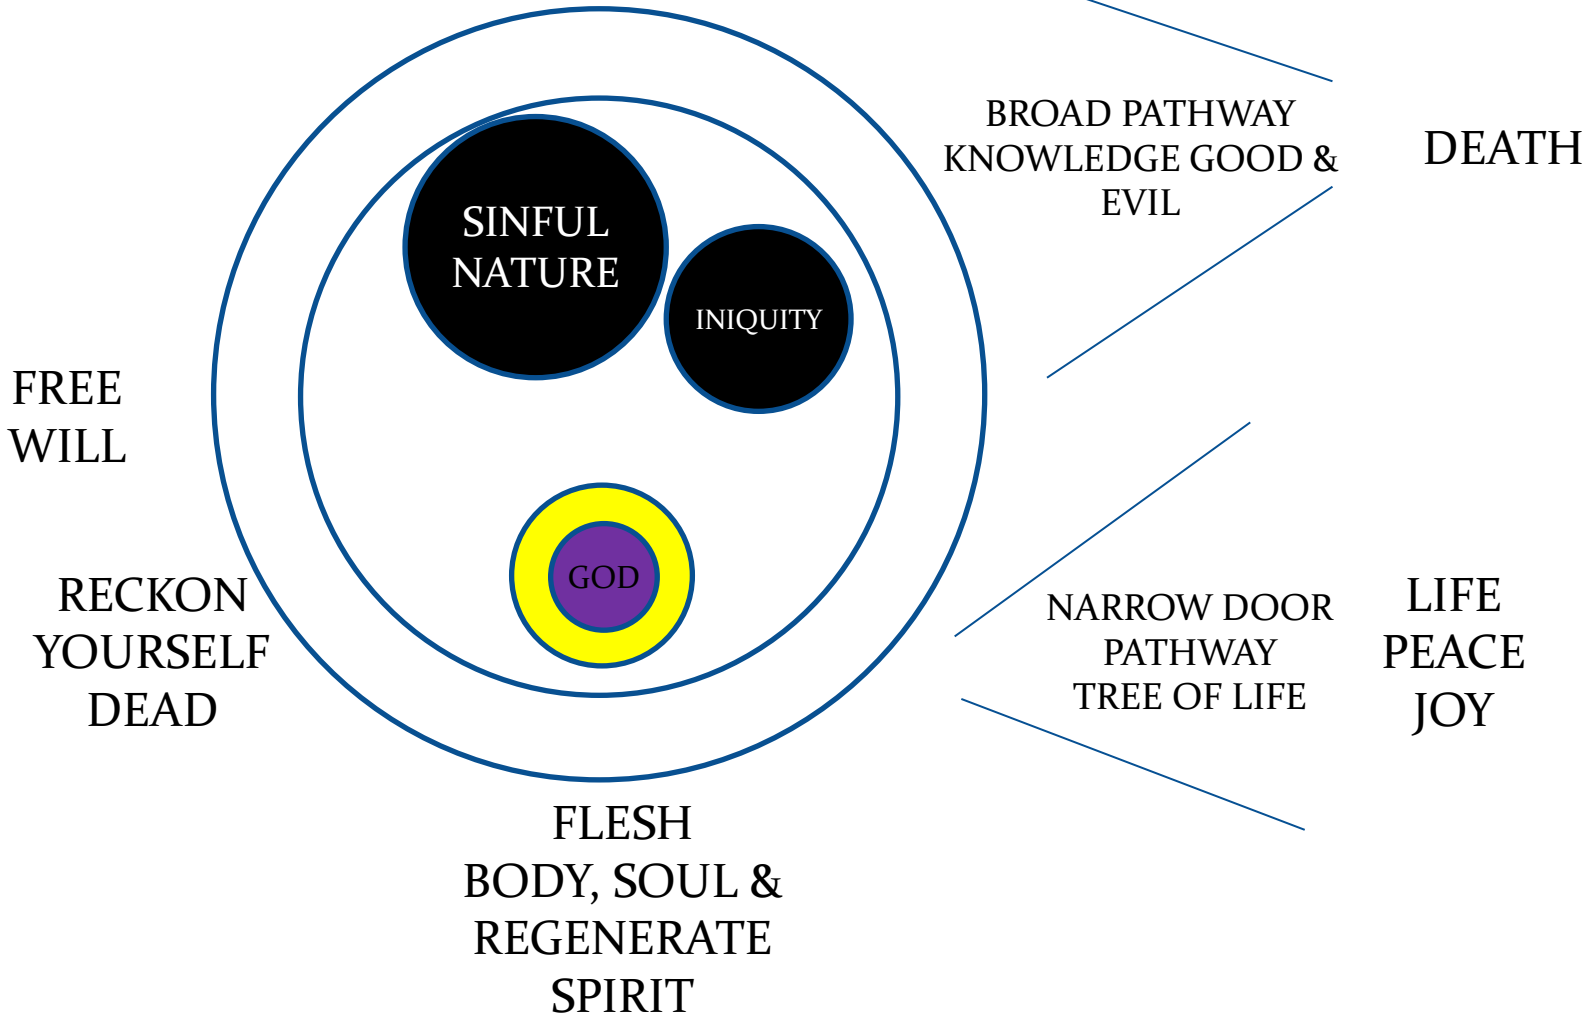 BROAD PATHWAY
KNOWLEDGE GOOD &
EVIL
DEATH
SINFUL
NATURE
INIQUITY
FREE
WILL
GOD
RECKON
YOURSELF
DEAD
NARROW DOOR
PATHWAY
TREE OF LIFE
LIFE
PEACE
JOY
FLESH
BODY, SOUL &
REGENERATE
SPIRIT